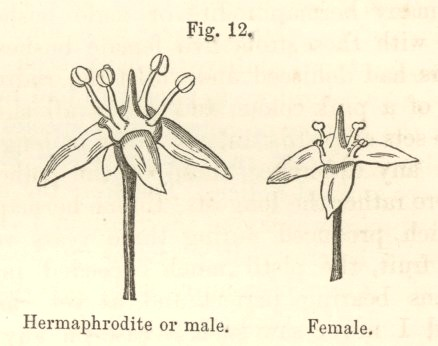 Fig. 12.
Hermaphrodite or male.
Female.